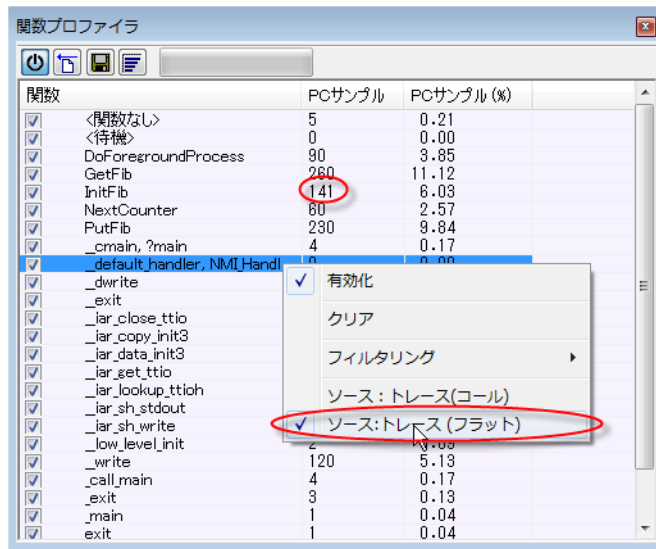 関数プロファイラ
関数 PCサンプル PCサンプル (%)
<関数なし> 5 0.21
<待機> 0 0.00
DoForegroundProcess 90 3.85
GetFib 260 11.12
InitFib 141 6.03
NextCounter 60 2.57
PutFib 230 9.84
_cmain, ?main 4 0.17
_default_handler, NMI_Handl 0 0.00
_dwrite
_exit
_iar_close_ttio
_iar_copy_init3
_iar_data_init3
_iar_get_ttio
_iar_lookup_ttioh
_iar_sh_stdout
_iar_sh_write
_low_level_init 2
_write 120 5.13
_call_main 4 0.17
_exit 3 0.13
_main 1 0.04
exit 1 0.04
有効化
クリア
フィルタリング
ソース：トレース(コール)
ソース:トレース (フラット)